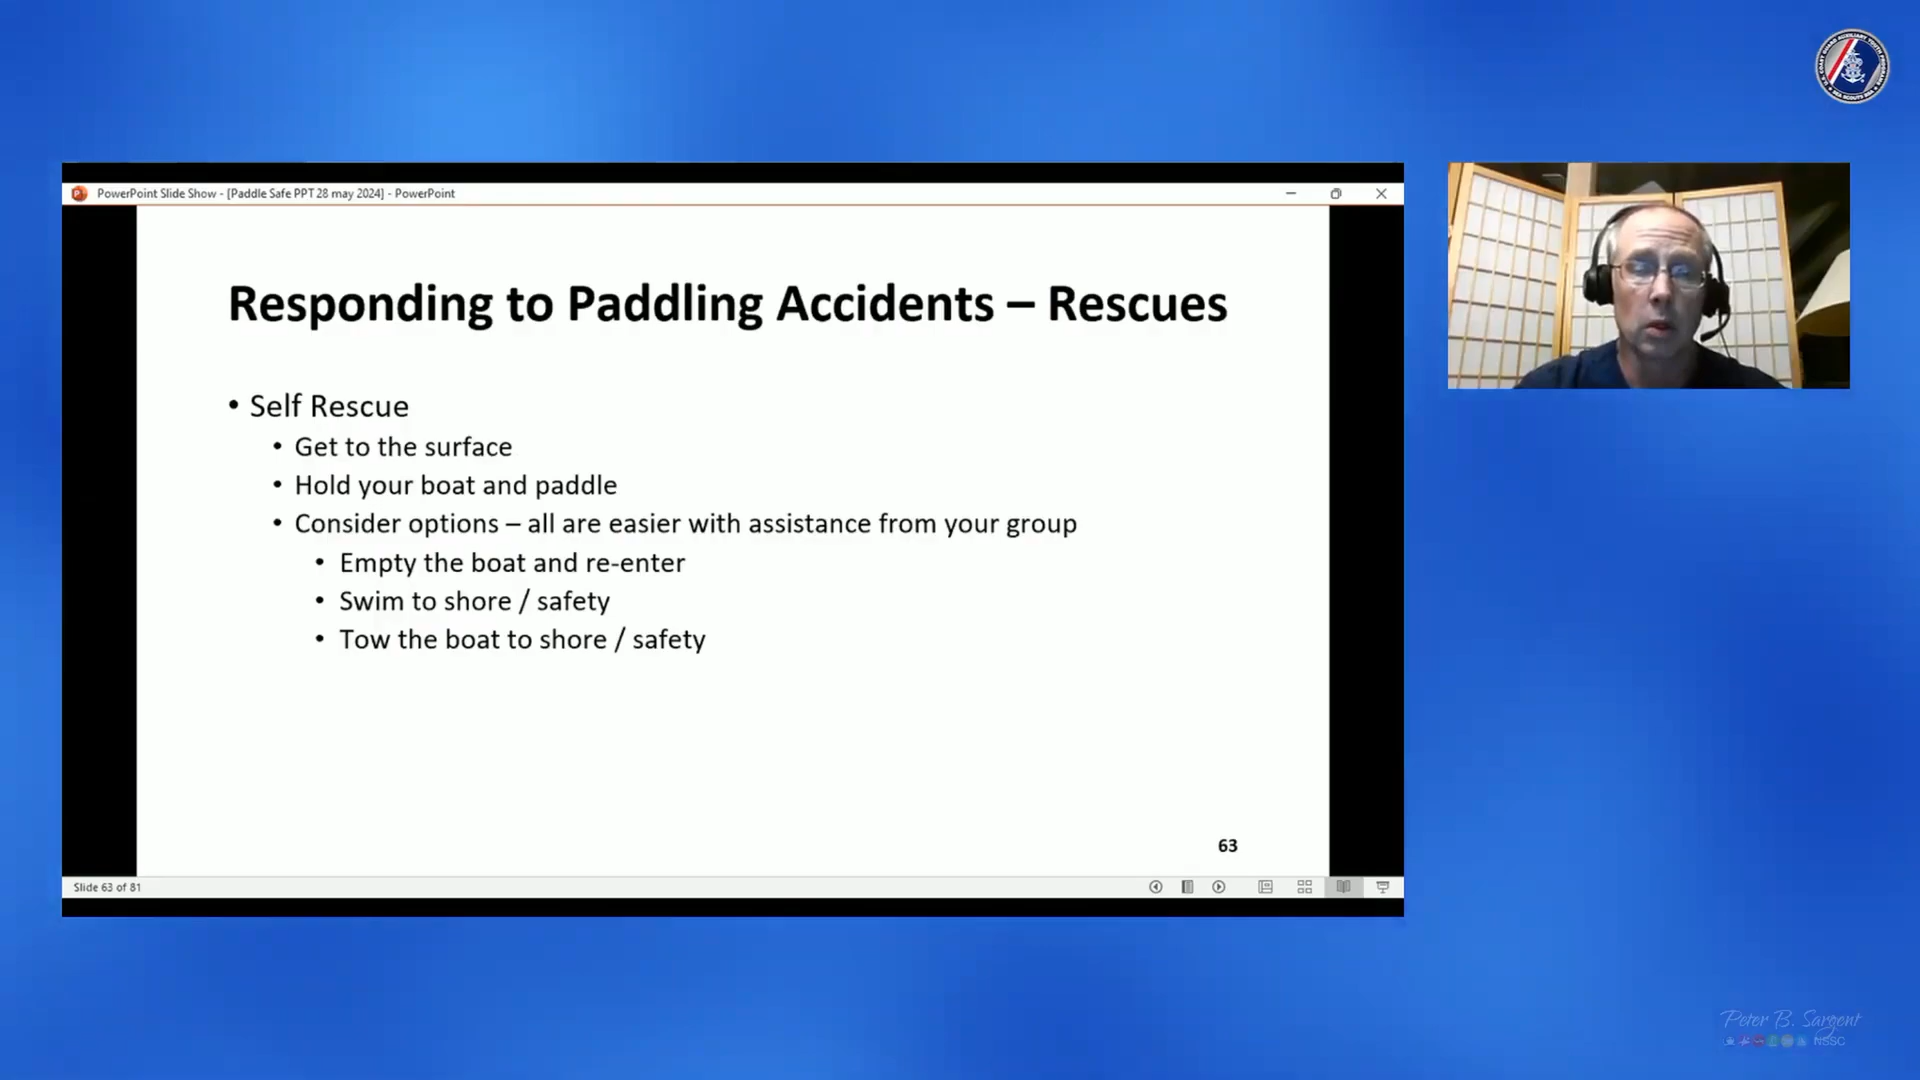 PowerPoint Slide Show - [Paddle Safe PPT 28 may 2024] - PowerPoint
Responding to Paddling Accidents – Rescues
• Self Rescue
• Get to the surface
• Hold your boat and paddle
• Consider options – all are easier with assistance from your group
• Empty the boat and re-enter
• Swim to shore / safety
• Tow the boat to shore / safety
63
Slide 63 of 81
Peter B. Sargent
NSSC